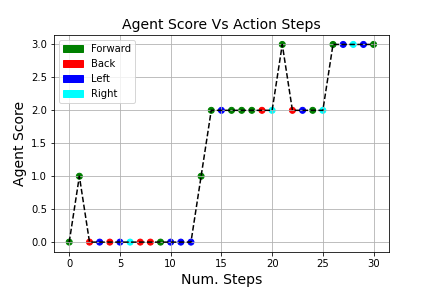 Agent Score Vs Action Steps
Agent Score
3.0
2.5
2.0
1.5
1.0
0.5
0.0
Forward
Back
Left
Right
0 5 10 15 20 25 30
Num. Steps